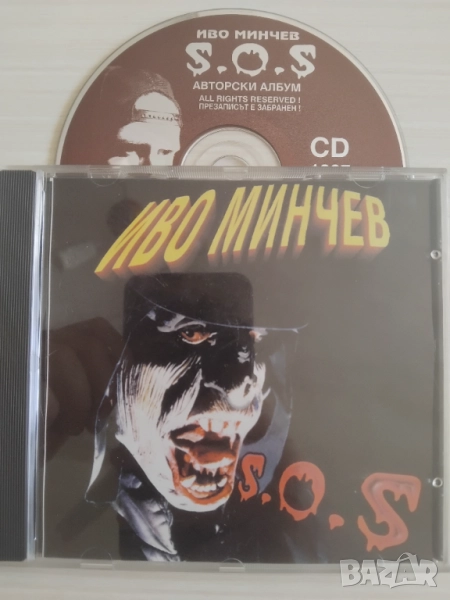 ИВО МИНЧЕВ
S.O.S
АВТОРСКИ АЛБУМ
ALL RIGHTS RESERVED !
ПРЕЗАПИСЪТ Е ЗАБРАНЕН !
CD
ИВО МИНЧЕВ
S.O.S
BAZAR